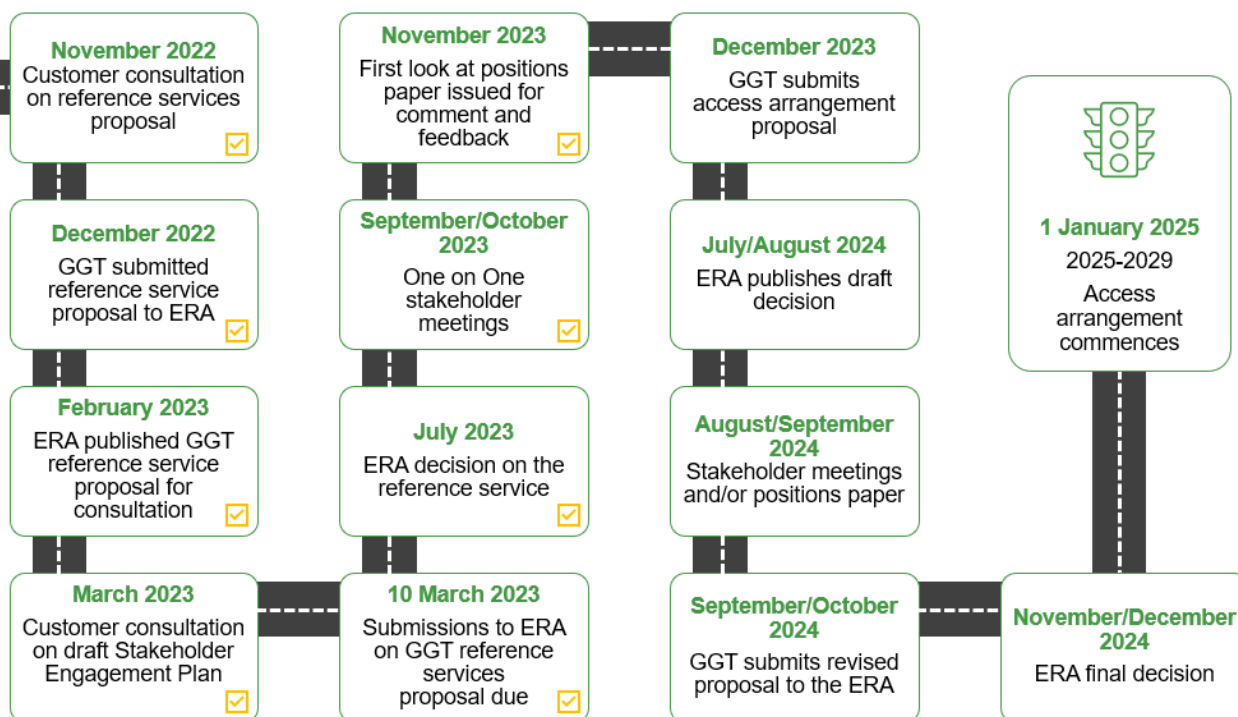 November 2022
Customer consultation
on reference services
proposal
December 2022
GGT submitted
reference service
proposal to ERA
February 2023
ERA published GGT
reference service
proposal for
consultation
March 2023
Customer consultation
on draft Stakeholder
Engagement Plan
10 March 2023
Submissions to ERA
on GGT reference
services
proposal due
July 2023
ERA decision on the
reference service
September/October
2023
One on One
stakeholder
meetings
November 2023
First look at positions
paper issued for
comment and
feedback
December 2023
GGT submits
access arrangement
proposal
July/August 2024
ERA publishes draft
decision
August/September
2024
Stakeholder meetings
and/or positions paper
September/October
2024
GGT submits revised
proposal to the ERA
November/December
2024
ERA final decision
1 January 2025
2025-2029
Access
arrangement
commences